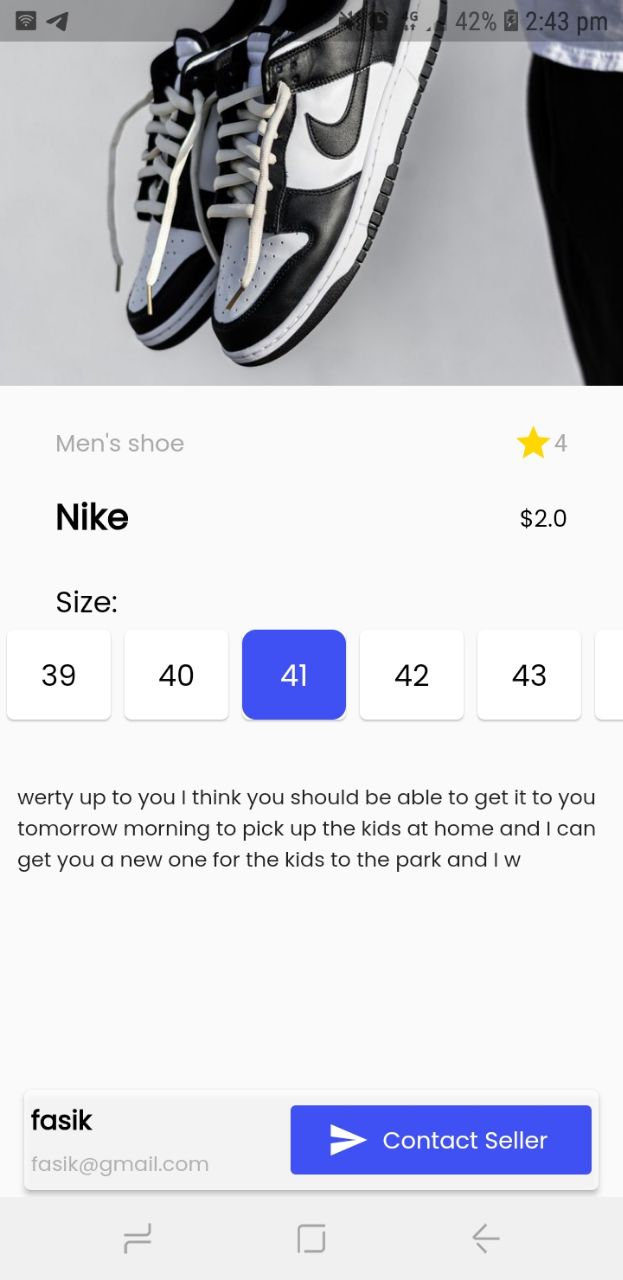 4G 42% 2:43 pm
Men's shoe 4
Nike $2.0
Size:
39 40 41 42 43
werty up to you I think you should be able to get it to you
tomorrow morning to pick up the kids at home and I can
get you a new one for the kids to the park and I w
fasik
fasik@gmail.com
Contact Seller